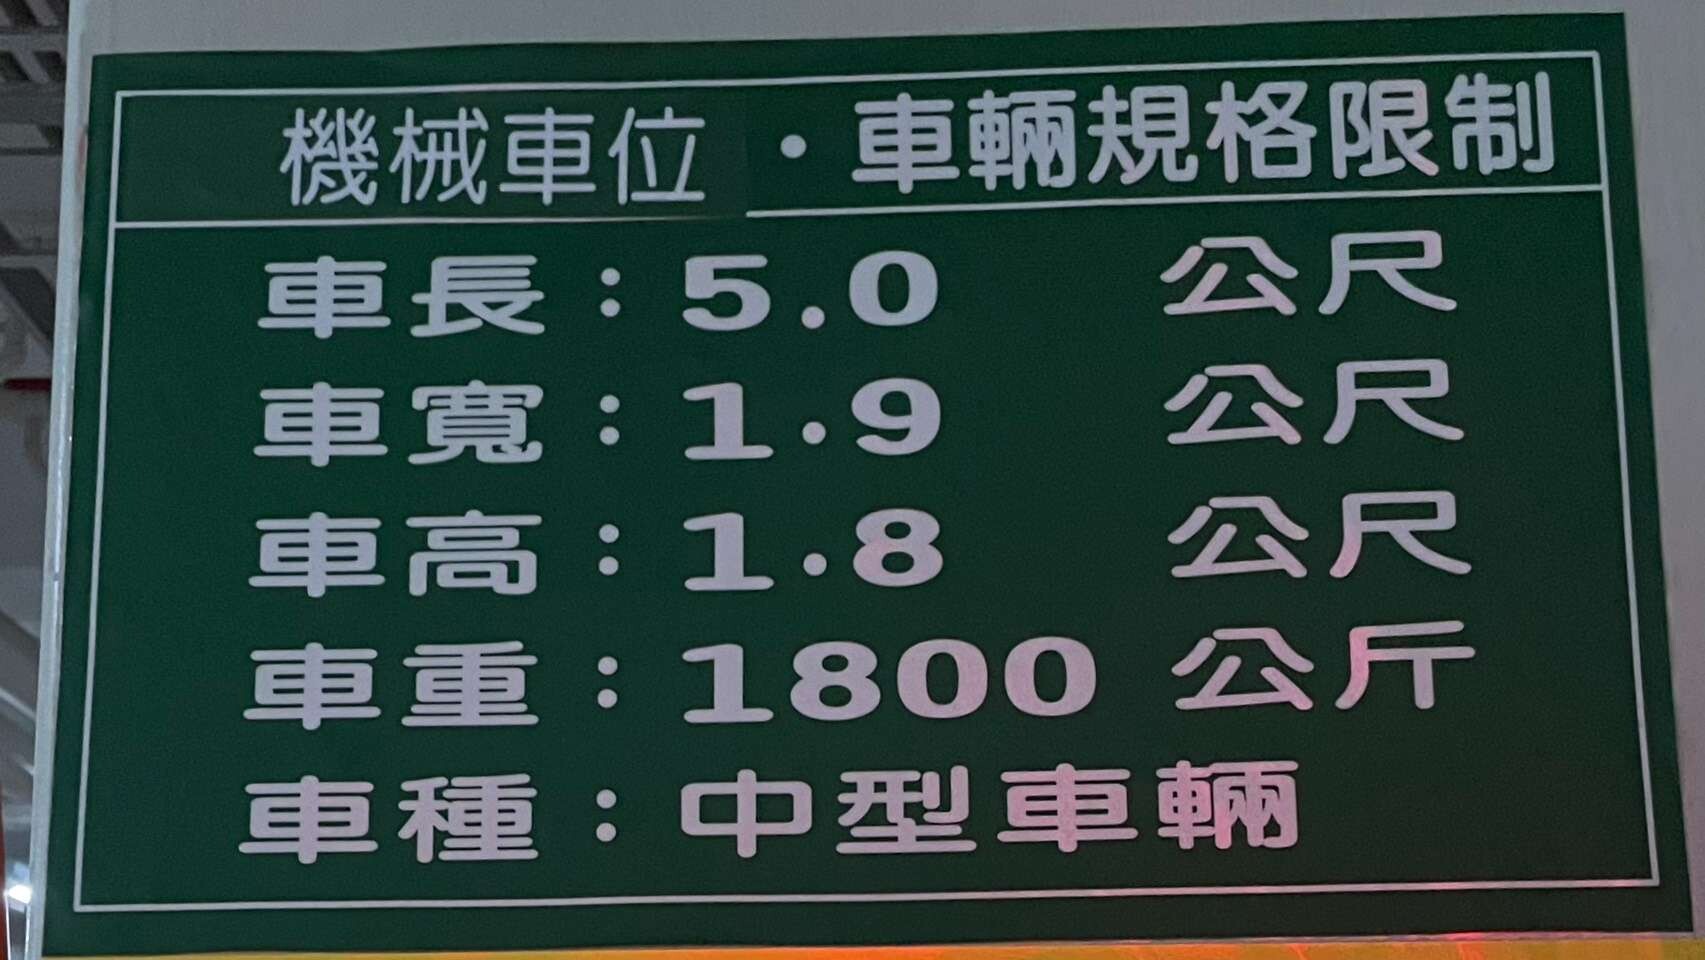 機械車位・車輛規格限制
車長：5.0 公尺
車寬：1.9 公尺
車高：1.8 公尺
車重：1800 公斤
車種：中型車輛